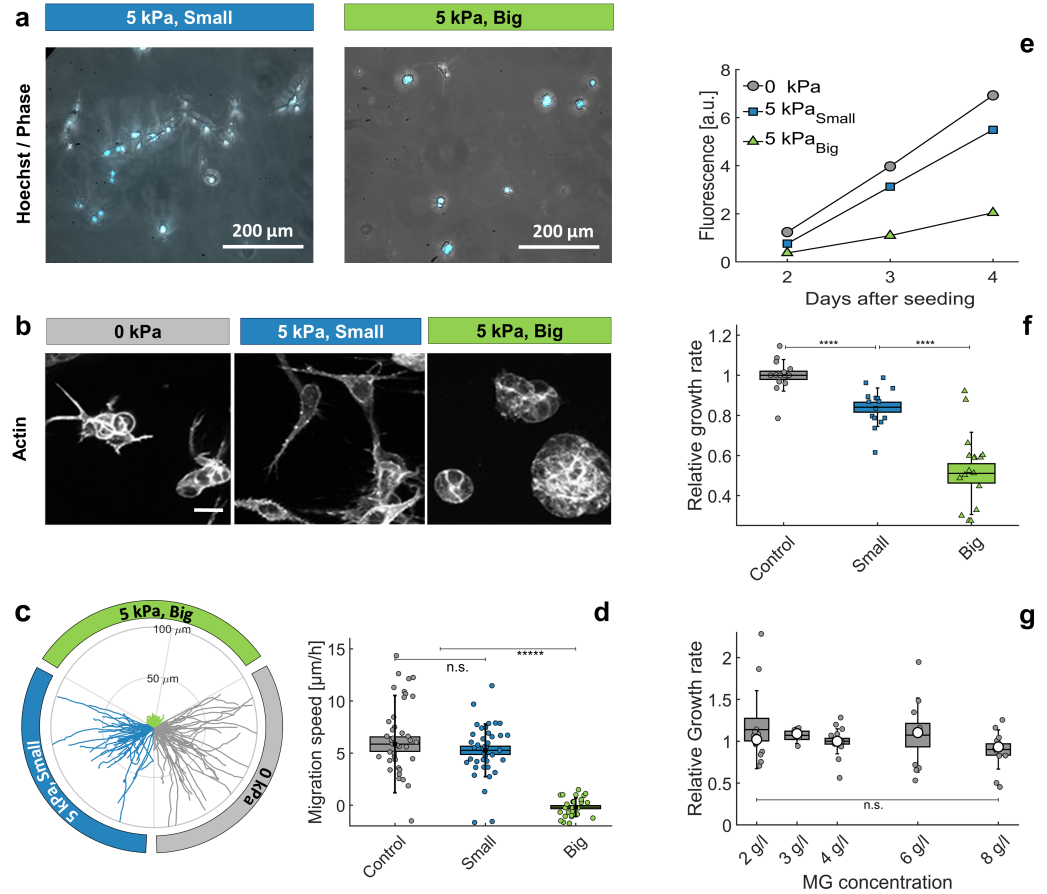 a
5 kPa, Small
5 kPa, Big
Hoechst / Phase
200 µm
200 µm
b
0 kPa
5 kPa, Small
5 kPa, Big
Actin
c
5 kPa, Big
100 µm
50 µm
5 kPa, Small
0 kPa
d
Migration speed [µm/h]
15
10
5
0
n.s.
*****
Control
Small
Big
e
Fluorescence [a.u.]
8
6
4
2
0
0 kPa
5 kPaSmall
5 kPaBig
2
3
4
Days after seeding
f
Relative growth rate
1.2
1
0.8
0.6
0.4
****
****
Control
Small
Big
g
Relative Growth rate
2
1.5
1
0.5
0
n.s.
2 g/l
3 g/l
4 g/l
6 g/l
8 g/l
MG concentration